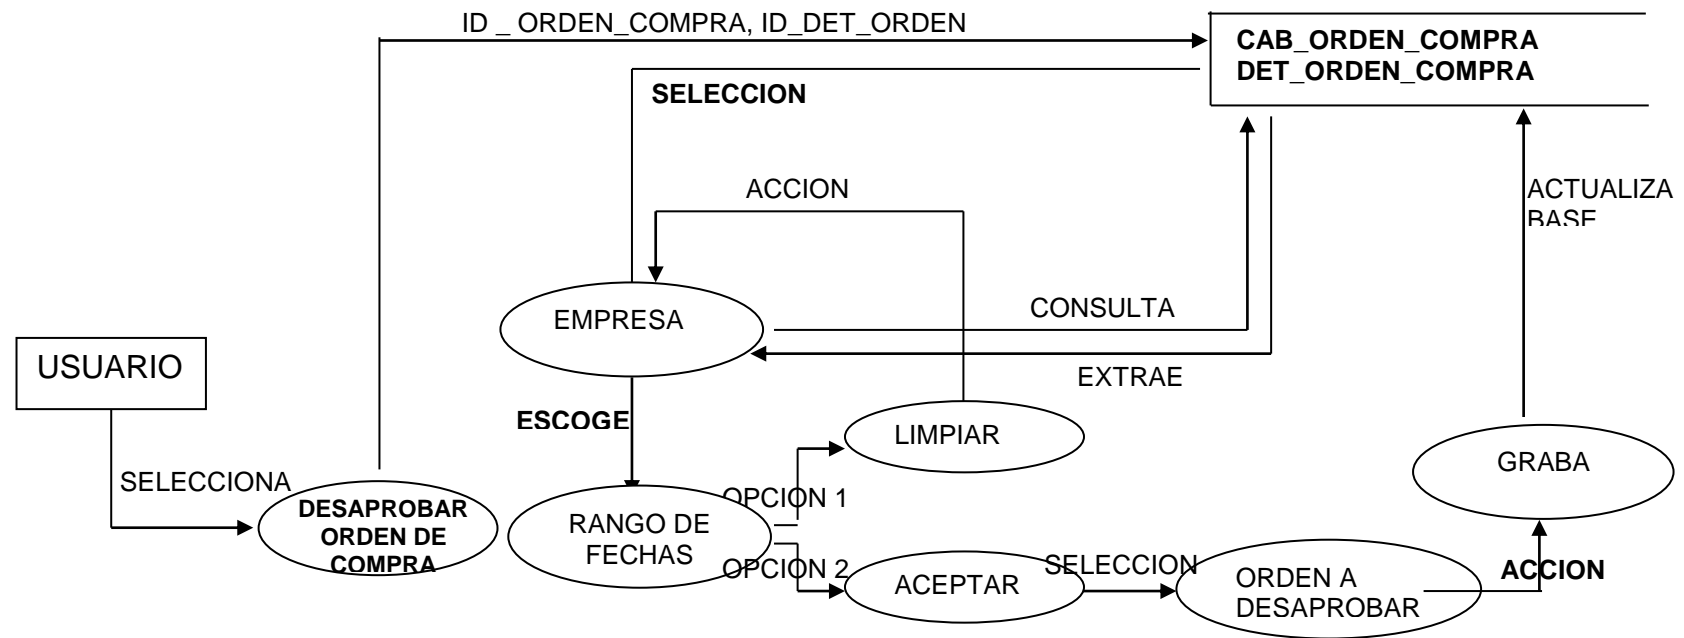 ID _ ORDEN_COMPRA, ID_DET_ORDEN
CAB_ORDEN_COMPRA
DET_ORDEN_COMPRA
SELECCION
ACCION
ACTUALIZA
BASE
CONSULTA
EMPRESA
USUARIO
EXTRAE
ESCOGE
LIMPIAR
GRABA
SELECCIONA
OPCION 1
DESAPROBAR
ORDEN DE
COMPRA
RANGO DE
FECHAS
OPCION 2
ACEPTAR
SELECCION
ORDEN A
DESAPROBAR
ACCION